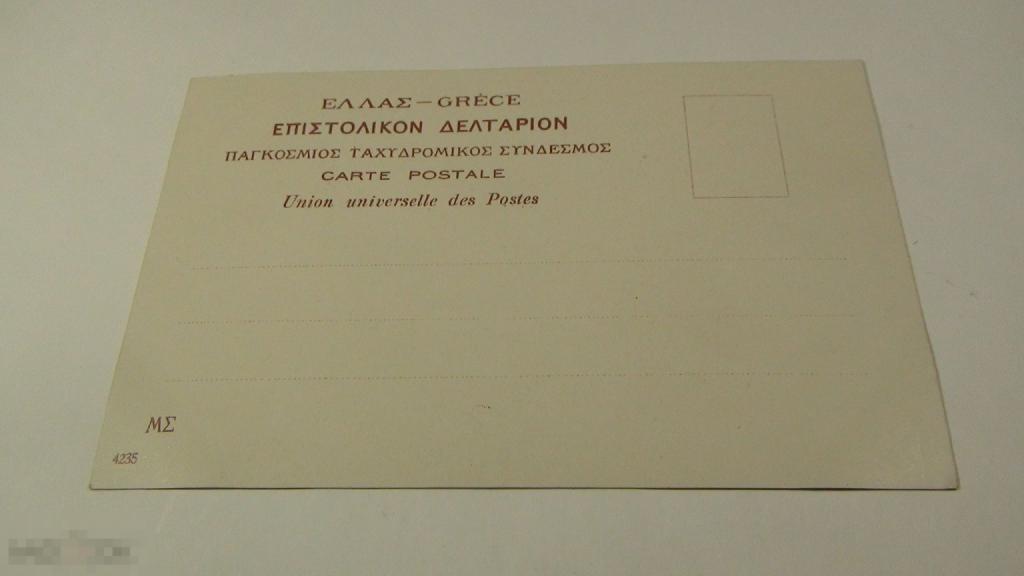 ΕΛΛΑΣ — GRÈCE
ΕΠΙΣΤΟΛΙΚΟΝ ΔΕΛΤΑΡΙΟΝ
ΠΑΓΚΟΣΜΙΟΣ ΤΑΧΥΔΡΟΜΙΚΟΣ ΣΥΝΔΕΣΜΟΣ
CARTE POSTALE
Union universelle des Postes
ΜΣ
4235